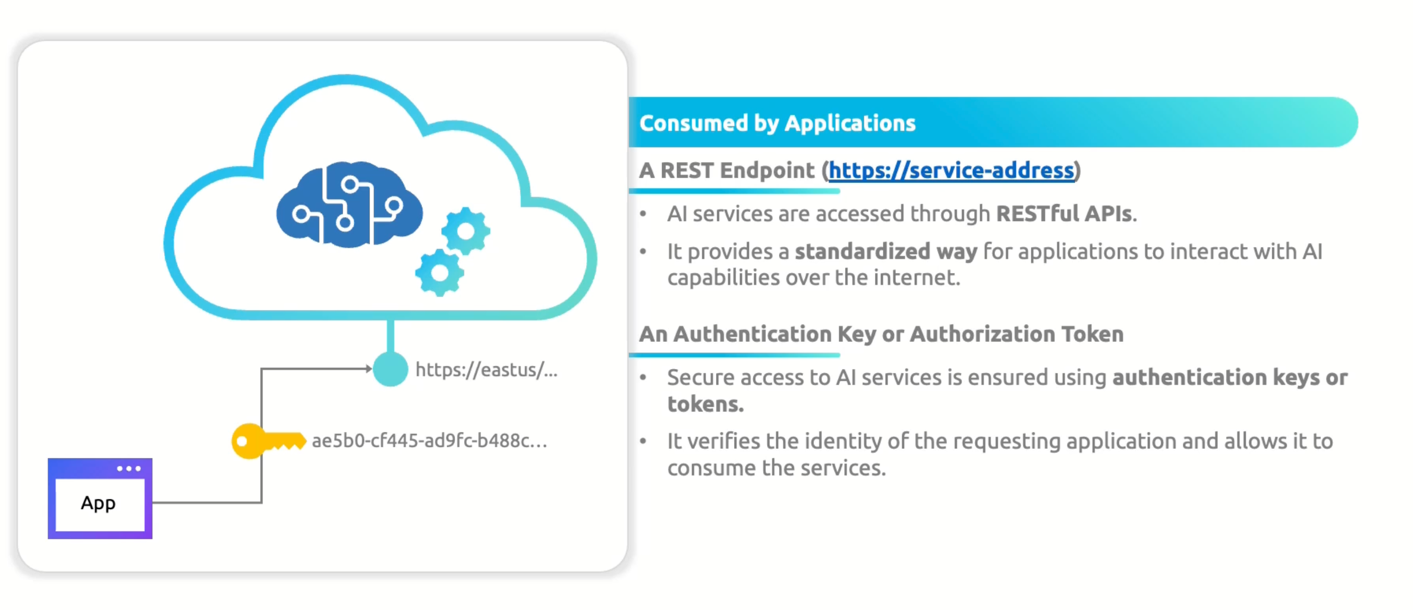 Consumed by Applications
A REST Endpoint (https://service-address)
• AI services are accessed through RESTful APIs.
• It provides a standardized way for applications to interact with AI
capabilities over the internet.
An Authentication Key or Authorization Token
• Secure access to AI services is ensured using authentication keys or
tokens.
• It verifies the identity of the requesting application and allows it to
consume the services.
https://eastus/...
ae5b0-cf445-ad9fc-b488c...
App